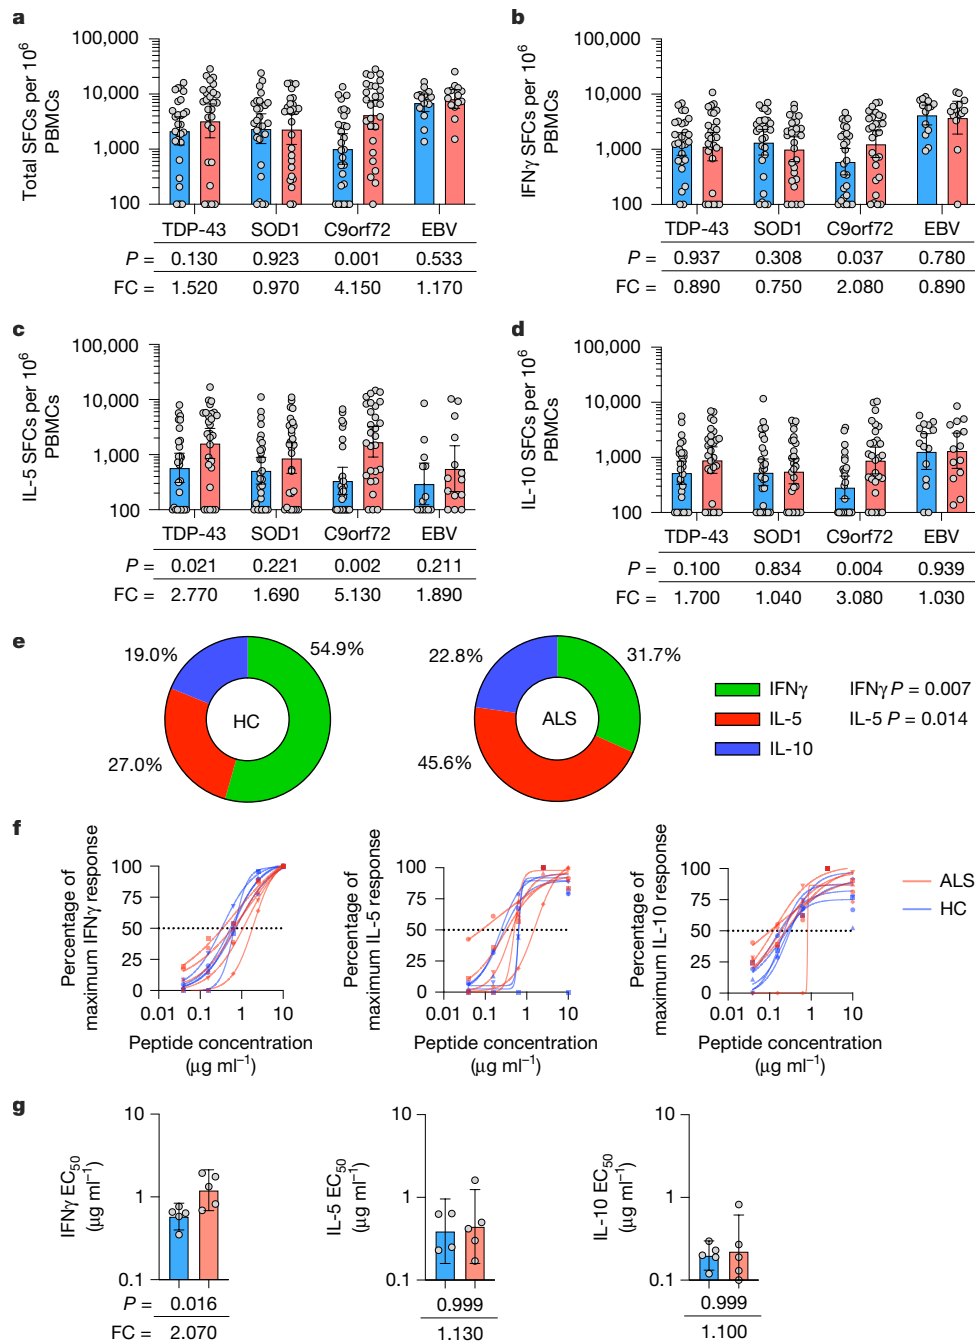 a
Total SFCs per 10⁶
PBMCs
100,000
10,000
1,000
100
TDP-43 SOD1 C9orf72 EBV
P = 0.130 0.923 0.001 0.533
FC = 1.520 0.970 4.150 1.170
b
IFNγ SFCs per 10⁶
PBMCs
100,000
10,000
1,000
100
TDP-43 SOD1 C9orf72 EBV
P = 0.937 0.308 0.037 0.780
FC = 0.890 0.750 2.080 0.890
c
IL-5 SFCs per 10⁶
PBMCs
100,000
10,000
1,000
100
TDP-43 SOD1 C9orf72 EBV
P = 0.021 0.221 0.002 0.211
FC = 2.770 1.690 5.130 1.890
d
IL-10 SFCs per 10⁶
PBMCs
100,000
10,000
1,000
100
TDP-43 SOD1 C9orf72 EBV
P = 0.100 0.834 0.004 0.939
FC = 1.700 1.040 3.080 1.030
e
19.0% 54.9%
HC
27.0%
22.8% 31.7%
ALS
45.6%
IFNγ IFNγ P = 0.007
IL-5 IL-5 P = 0.014
IL-10
f
Percentage of
maximum IFNγ response
100
75
50
25
0
0.01 0.1 1 10
Peptide concentration
(μg ml⁻¹)
Percentage of
maximum IL-5 response
100
75
50
25
0
0.01 0.1 1 10
Peptide concentration
(μg ml⁻¹)
Percentage of
maximum IL-10 response
100
75
50
25
0
0.01 0.1 1 10
Peptide concentration
(μg ml⁻¹)
ALS
HC
g
IFNγ EC₅₀
(μg ml⁻¹)
10
1
0.1
P = 0.016
FC = 2.070
IL-5 EC₅₀
(μg ml⁻¹)
10
1
0.1
0.999
1.130
IL-10 EC₅₀
(μg ml⁻¹)
10
1
0.1
0.999
1.100